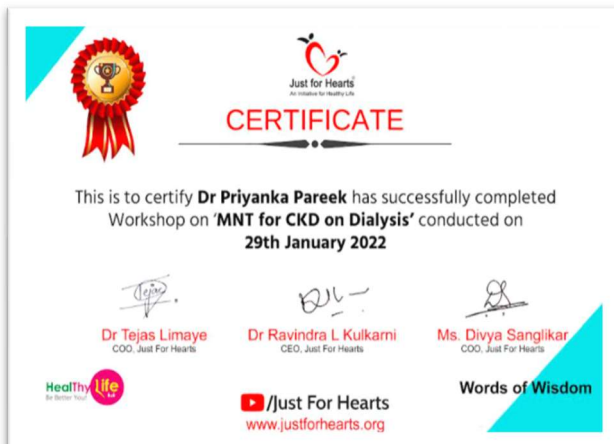 Just for Hearts
An Initiative for Healthy Life
CERTIFICATE
This is to certify Dr Priyanka Pareek has successfully completed
Workshop on 'MNT for CKD on Dialysis' conducted on
29th January 2022
Dr Tejas Limaye
COO, Just For Hearts
Dr Ravindra L Kulkarni
CEO, Just For Hearts
Ms. Divya Sanglikar
COO, Just For Hearts
HealThy life
Be Better You!
/Just For Hearts
www.justforhearts.org
Words of Wisdom